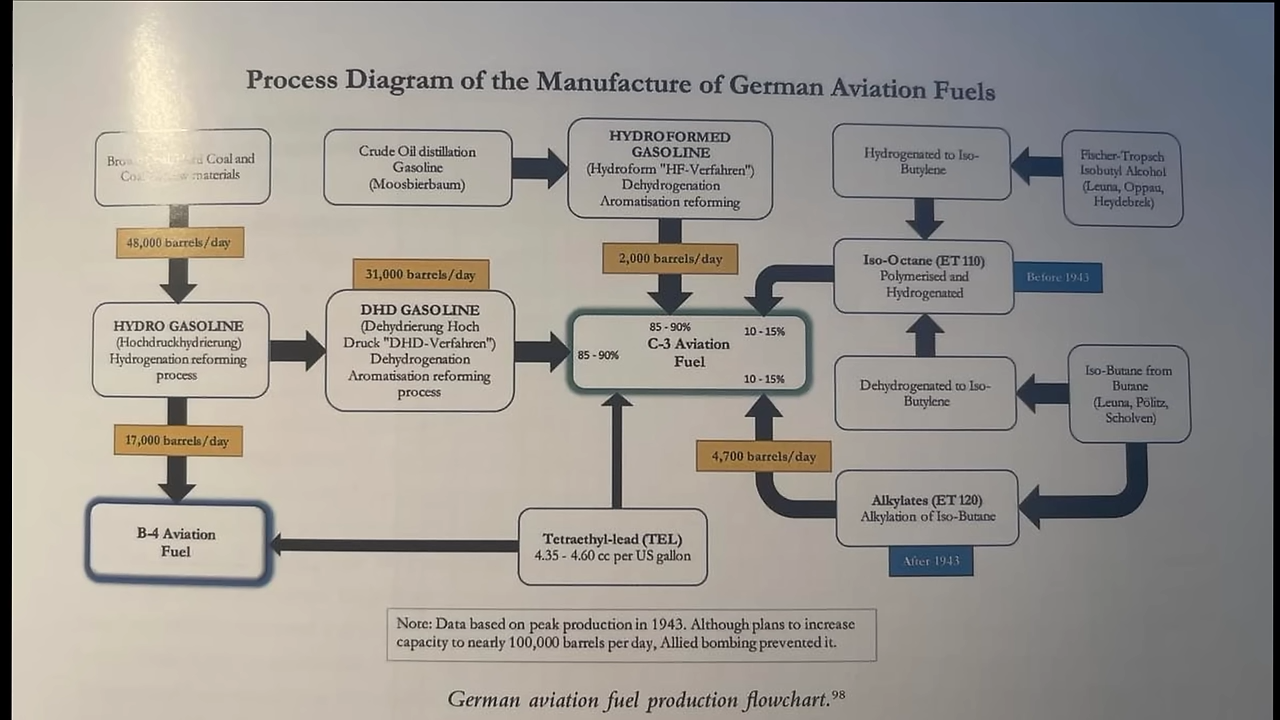 Process Diagram of the Manufacture of German Aviation Fuels
Coal and
materials
48,000 barrels/day
HYDRO GASOLINE
(Hochdruckhydrierung)
Hydrogenation reforming
process
17,000 barrels/day
B-4 Aviation
Fuel
Crude Oil distillation
Gasoline
(Moosbierbaum)
31,000 barrels/day
DHD GASOLINE
(Dehydrierung Hoch
Druck "DHD-Verfahren")
Dehydrogenation
Aromatisation reforming
process
HYDROFORMED
GASOLINE
(Hydroform "HF-Verfahren")
Dehydrogenation
Aromatisation reforming
2,000 barrels/day
85 - 90%
10 - 15%
C-3 Aviation
Fuel
85 - 90%
10 - 15%
4,700 barrels/day
Tetraethyl-lead (TEL)
4.35 - 4.60 cc per US gallon
Hydrogenated to Iso-
Butylene
Fischer-Tropsch
Isobutyl Alcohol
(Leuna, Oppau,
Heydebrek)
Iso-Octane (ET 110)
Polymerised and
Hydrogenated
Before 1943
Dehydrogenated to Iso-
Butylene
Iso-Butane from
Butane
(Leuna, Pölitz,
Scholven)
Alkylates (ET 120)
Alkylation of Iso-Butane
After 1943
Note: Data based on peak production in 1943. Although plans to increase
capacity to nearly 100,000 barrels per day, Allied bombing prevented it.
German aviation fuel production flowchart.⁹⁸